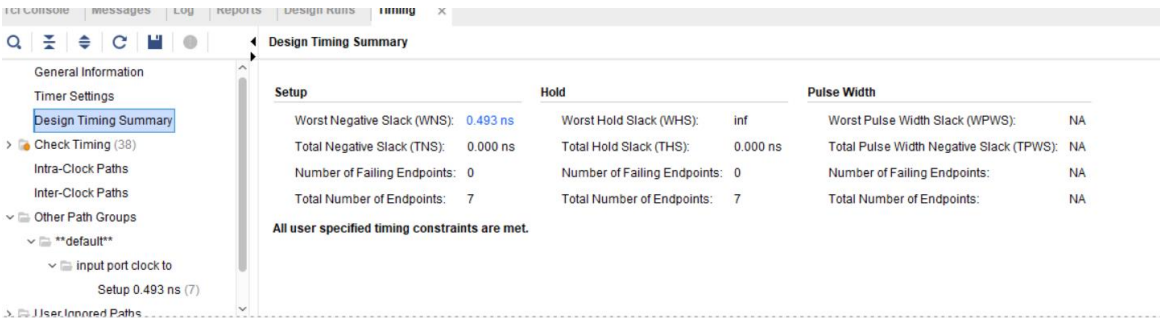 Tcl Console Messages Log Reports Design Runs Timing ×
Design Timing Summary
General Information
Timer Settings
Design Timing Summary
Check Timing (38)
Intra-Clock Paths
Inter-Clock Paths
Other Path Groups
**default**
input port clock to
Setup 0.493 ns (7)
User Ignored Paths
Setup Hold Pulse Width
Worst Negative Slack (WNS): 0.493 ns Worst Hold Slack (WHS): inf Worst Pulse Width Slack (WPWS): NA
Total Negative Slack (TNS): 0.000 ns Total Hold Slack (THS): 0.000 ns Total Pulse Width Negative Slack (TPWS): NA
Number of Failing Endpoints: 0 Number of Failing Endpoints: 0 Number of Failing Endpoints: NA
Total Number of Endpoints: 7 Total Number of Endpoints: 7 Total Number of Endpoints: NA
All user specified timing constraints are met.